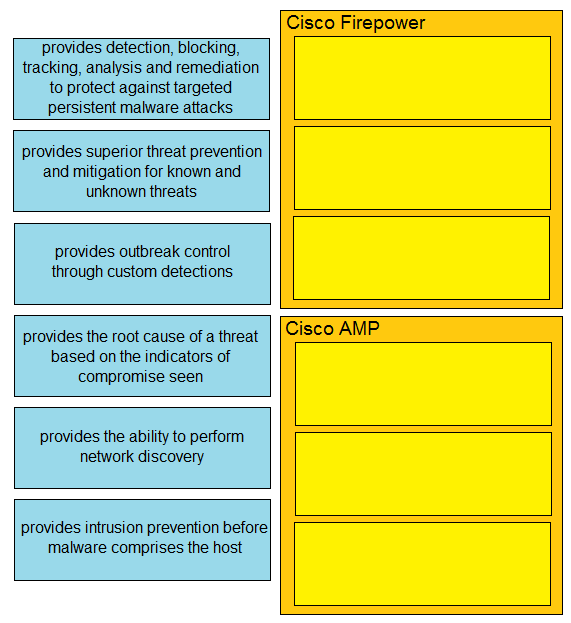 provides detection, blocking,
tracking, analysis and remediation
to protect against targeted
persistent malware attacks
provides superior threat prevention
and mitigation for known and
unknown threats
provides outbreak control
through custom detections
provides the root cause of a threat
based on the indicators of
compromise seen
provides the ability to perform
network discovery
provides intrusion prevention before
malware comprises the host
Cisco Firepower
Cisco AMP